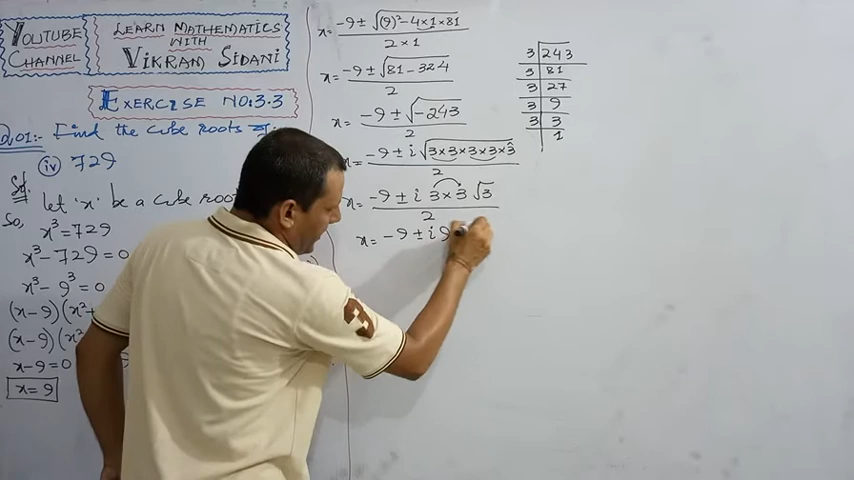 YOUTUBE CHANNEL
LEARN MATHEMATICS
WITH
VIKRAM SIDANI
EXERCISE NO: 3.3
Q.01:- Find the cube roots
(iv) 729
Sol:
let 'x' be a cube root
So,
x³ = 729
x³ - 729 = 0
x³ - 9³ = 0
(x-9)(x²+
(x-9)(x²
x-9=0
x = 9
x = -9 ± √(9)² - 4×1×81 / 2×1
x = -9 ± √81 - 324 / 2
x = -9 ± √-243 / 2
x = -9 ± i √3×3×3×3×3 / 2
x = -9 ± i 3×3 √3 / 2
x = -9 ± i 9
3 | 243
3 | 81
3 | 27
3 | 9
3 | 3
1
3